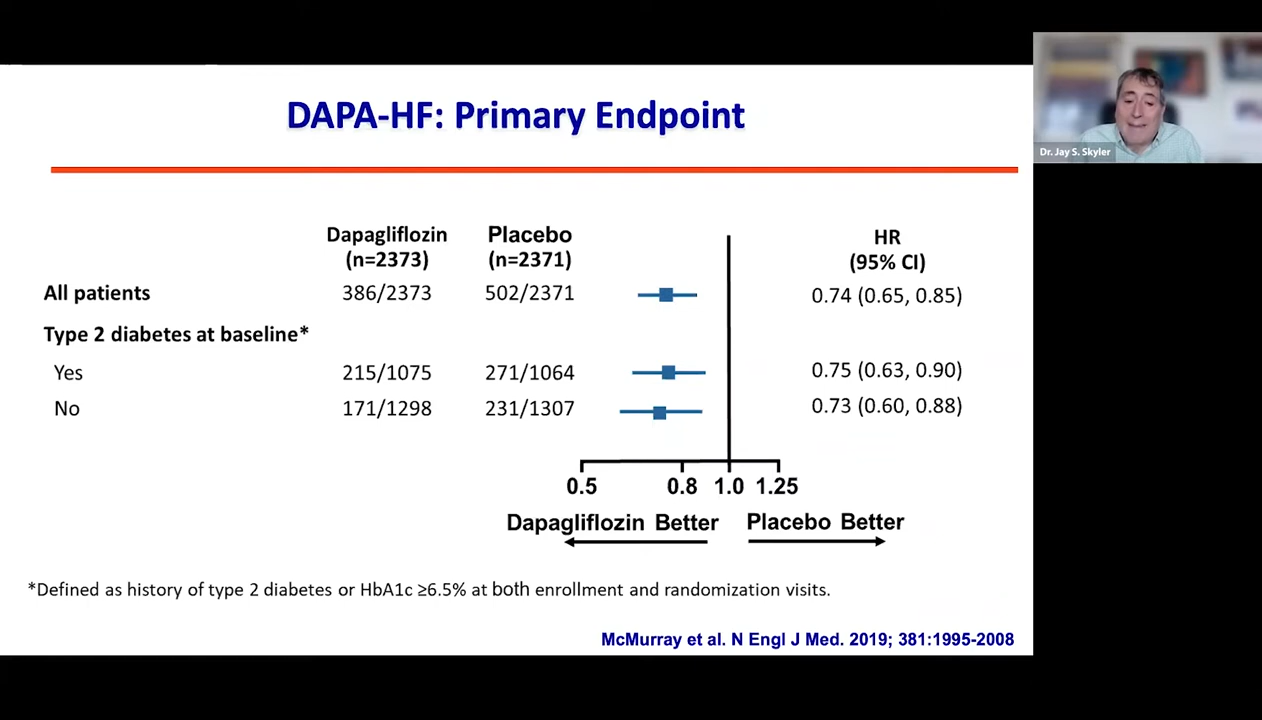 DAPA-HF: Primary Endpoint
Dr. Jay S. Skyler
Dapagliflozin Placebo HR
(n=2373) (n=2371) (95% CI)
All patients 386/2373 502/2371 0.74 (0.65, 0.85)
Type 2 diabetes at baseline*
Yes 215/1075 271/1064 0.75 (0.63, 0.90)
No 171/1298 231/1307 0.73 (0.60, 0.88)
0.5 0.8 1.0 1.25
Dapagliflozin Better Placebo Better
*Defined as history of type 2 diabetes or HbA1c ≥6.5% at both enrollment and randomization visits.
McMurray et al. N Engl J Med. 2019; 381:1995-2008